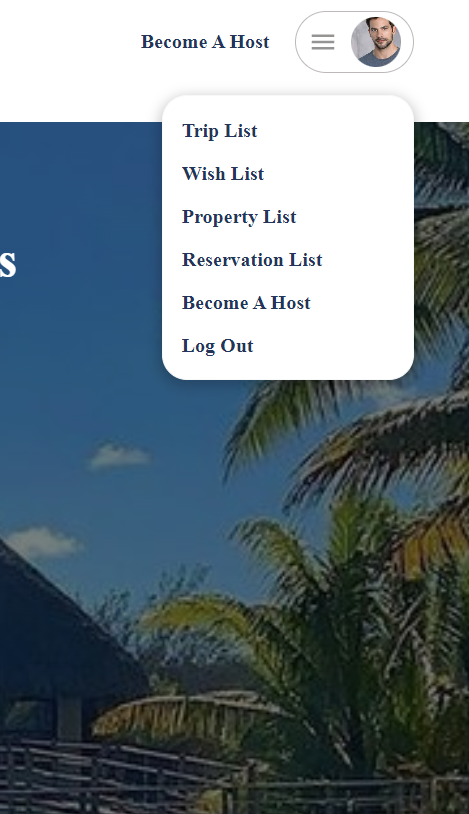 Become A Host
Trip List
Wish List
Property List
Reservation List
Become A Host
Log Out
s